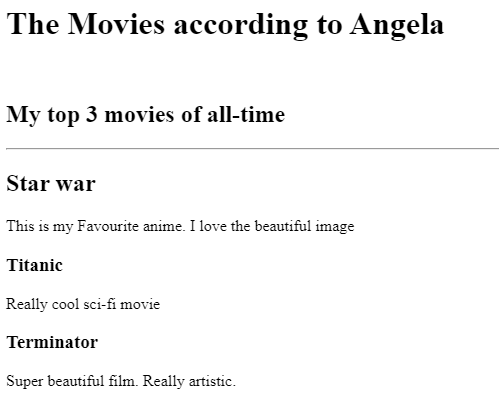 The Movies according to Angela
My top 3 movies of all-time
Star war
This is my Favourite anime. I love the beautiful image
Titanic
Really cool sci-fi movie
Terminator
Super beautiful film. Really artistic.